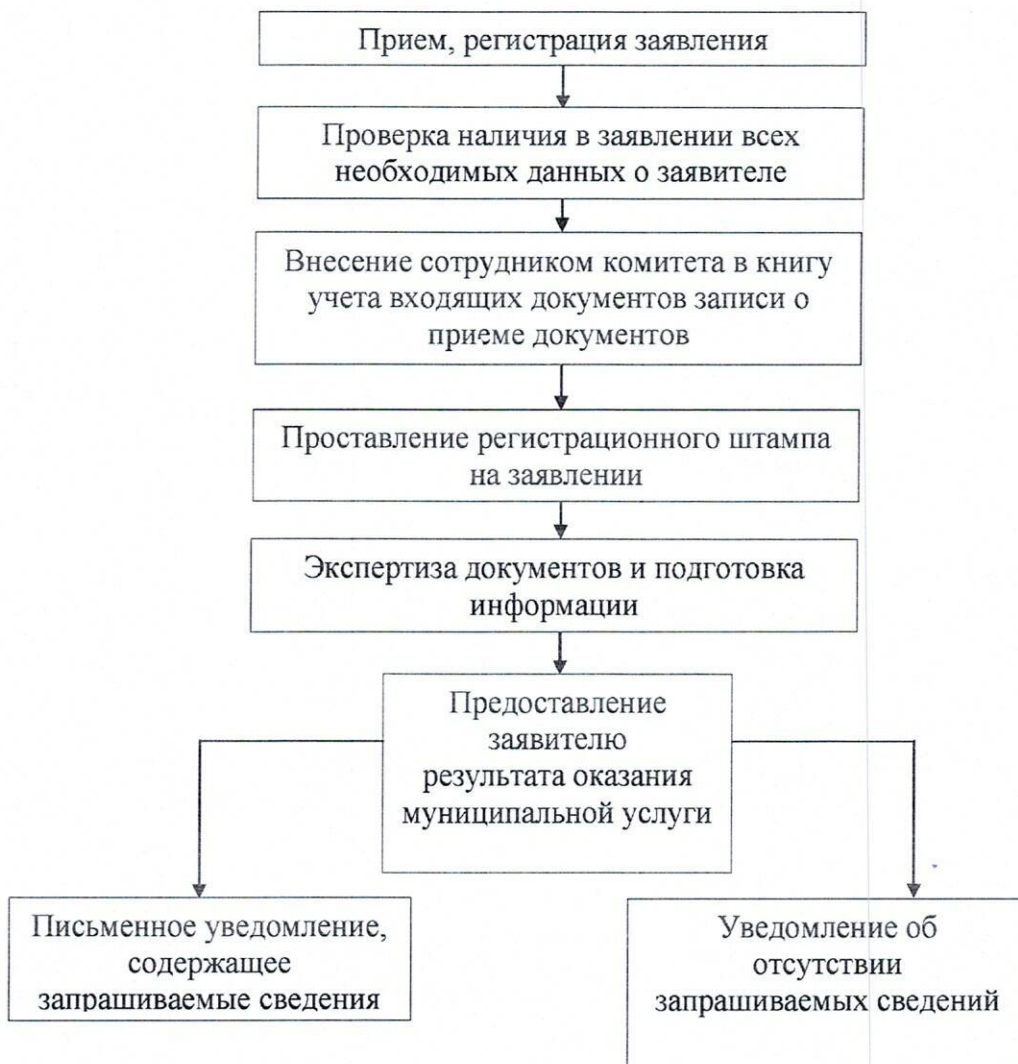 Прием, регистрация заявления
Проверка наличия в заявлении всех
необходимых данных о заявителе
Внесение сотрудником комитета в книгу
учета входящих документов записи о
приеме документов
Проставление регистрационного штампа
на заявлении
Экспертиза документов и подготовка
информации
Предоставление
заявителю
результата оказания
муниципальной услуги
Письменное уведомление,
содержащее
запрашиваемые сведения
Уведомление об
отсутствии
запрашиваемых сведений